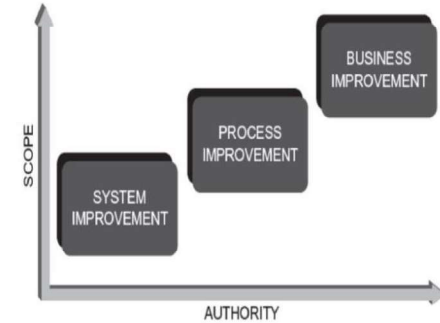 BUSINESS
IMPROVEMENT
PROCESS
IMPROVEMENT
SYSTEM
IMPROVEMENT
SCOPE
AUTHORITY